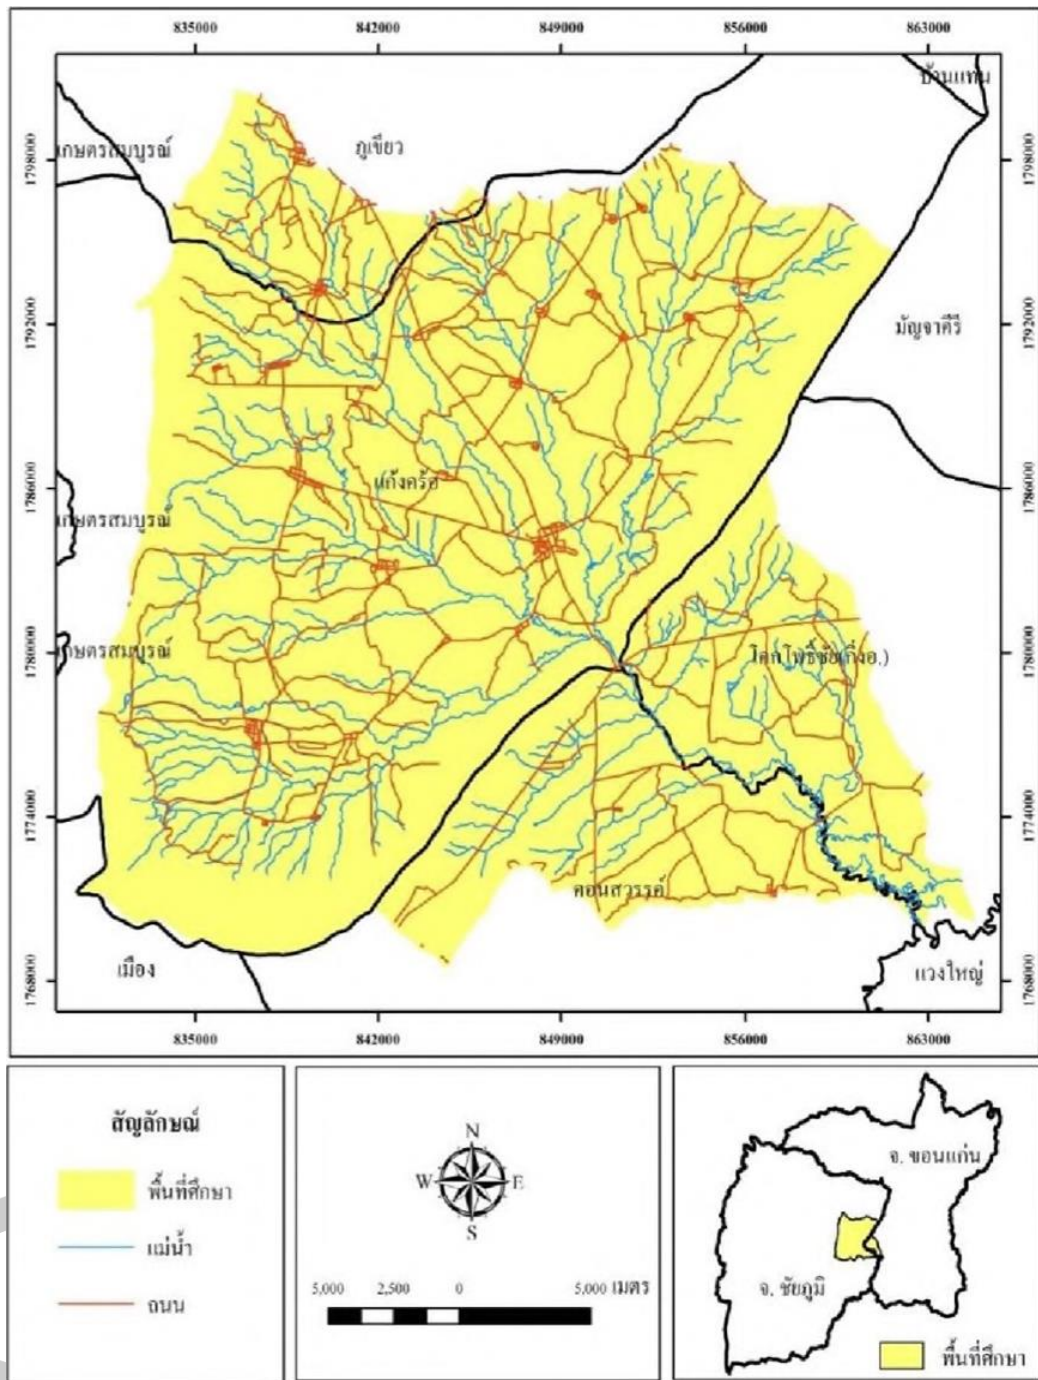 835000 842000 849000 856000 863000
บ้านแท่น
เกษตรสมบูรณ์
ภูเขียว
1798000
1798000
มัญจาคีรี
1792000
1792000
แก้งคร้อ
1786000
1786000
เกษตรสมบูรณ์
เกษตรสมบูรณ์
โคกโพธิ์ชัย(กิ่งอ.)
1780000
1780000
1774000
1774000
คอนสวรรค์
เมือง
แวงใหญ่
1768000
1768000
835000 842000 849000 856000 863000
สัญลักษณ์
พื้นที่ศึกษา
แม่น้ำ
ถนน
N
W E
S
5,000 2,500 0 5,000 เมตร
จ. ขอนแก่น
จ. ชัยภูมิ
พื้นที่ศึกษา